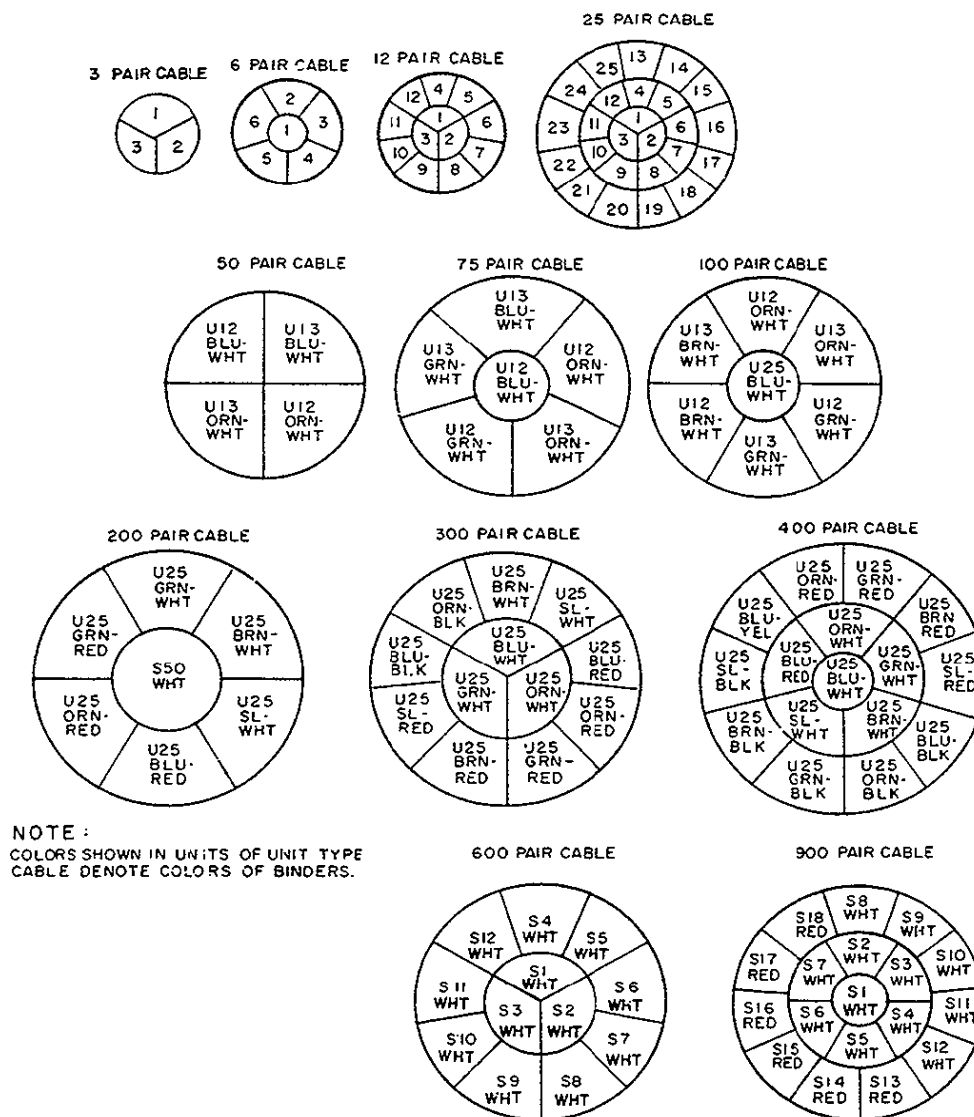 3 PAIR CABLE
1
2
3
6 PAIR CABLE
1
2
3
4
5
6
12 PAIR CABLE
1
2
3
4
5
6
7
8
9
10
11
12
25 PAIR CABLE
1
2
3
4
5
6
7
8
9
10
11
12
13
14
15
16
17
18
19
20
21
22
23
24
25
50 PAIR CABLE
U12
BLU-
WHT
U13
BLU-
WHT
U13
ORN-
WHT
U12
ORN-
WHT
75 PAIR CABLE
U13
BLU-
WHT
U13
GRN-
WHT
U12
BLU-
WHT
U12
ORN-
WHT
U12
GRN-
WHT
U13
ORN-
WHT
100 PAIR CABLE
U12
ORN-
WHT
U13
BRN-
WHT
U13
ORN-
WHT
U25
BLU-
WHT
U12
BRN-
WHT
U12
GRN-
WHT
U13
GRN-
WHT
200 PAIR CABLE
U25
GRN-
WHT
U25
GRN-
RED
U25
BRN-
WHT
S50
WHT
U25
ORN-
RED
U25
SL-
WHT
U25
BLU-
RED
300 PAIR CABLE
U25
BRN-
WHT
U25
ORN-
BLK
U25
SL-
WHT
U25
BLU-
WHT
U25
BLU-
BLK
U25
BLU-
RED
U25
GRN-
WHT
U25
ORN-
WHT
U25
SL-
RED
U25
ORN-
RED
U25
BRN-
RED
U25
GRN-
RED
400 PAIR CABLE
U25
ORN-
RED
U25
GRN-
RED
U25
BLU-
YEL
U25
BRN
RED
U25
ORN-
WHT
U25
BLU-
RED
U25
GRN-
WHT
U25
SL-
BLK
U25
BLU-
WHT
U25
SL-
RED
U25
SL-
WHT
U25
BRN-
WHT
U25
BRN-
BLK
U25
BLU-
BLK
U25
GRN-
BLK
U25
ORN-
BLK
NOTE:
COLORS SHOWN IN UNITS OF UNIT TYPE
CABLE DENOTE COLORS OF BINDERS.
600 PAIR CABLE
S4
WHT
S12
WHT
S5
WHT
S1
WHT
S11
WHT
S6
WHT
S3
WHT
S2
WHT
S10
WHT
S7
WHT
S9
WHT
S8
WHT
900 PAIR CABLE
S8
WHT
S18
RED
S9
WHT
S2
WHT
S17
RED
S7
WHT
S3
WHT
S10
WHT
S1
WHT
S16
RED
S6
WHT
S4
WHT
S11
WHT
S5
WHT
S15
RED
S12
WHT
S14
RED
S13
RED